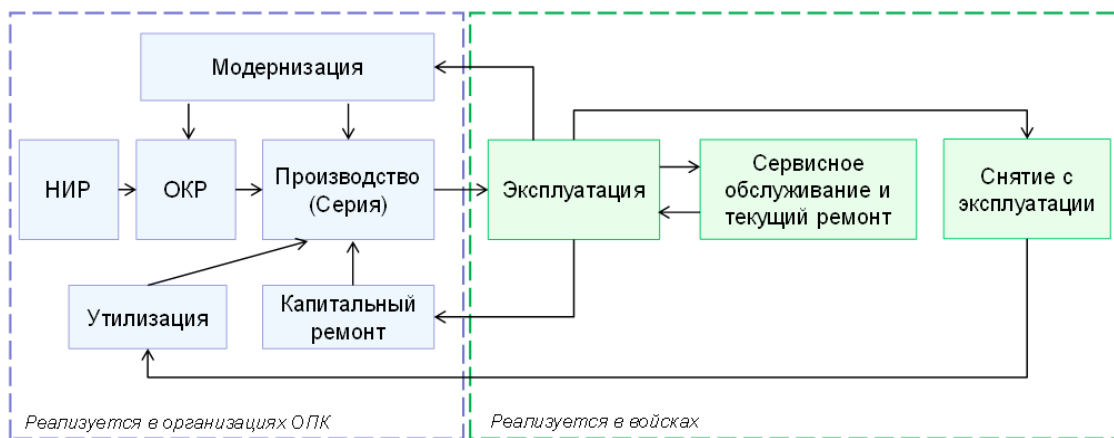 Модернизация
НИР
ОКР
Производство
(Серия)
Эксплуатация
Сервисное
обслуживание и
текущий ремонт
Снятие с
эксплуатации
Утилизация
Капитальный
ремонт
Реализуется в организациях ОПК
Реализуется в войсках